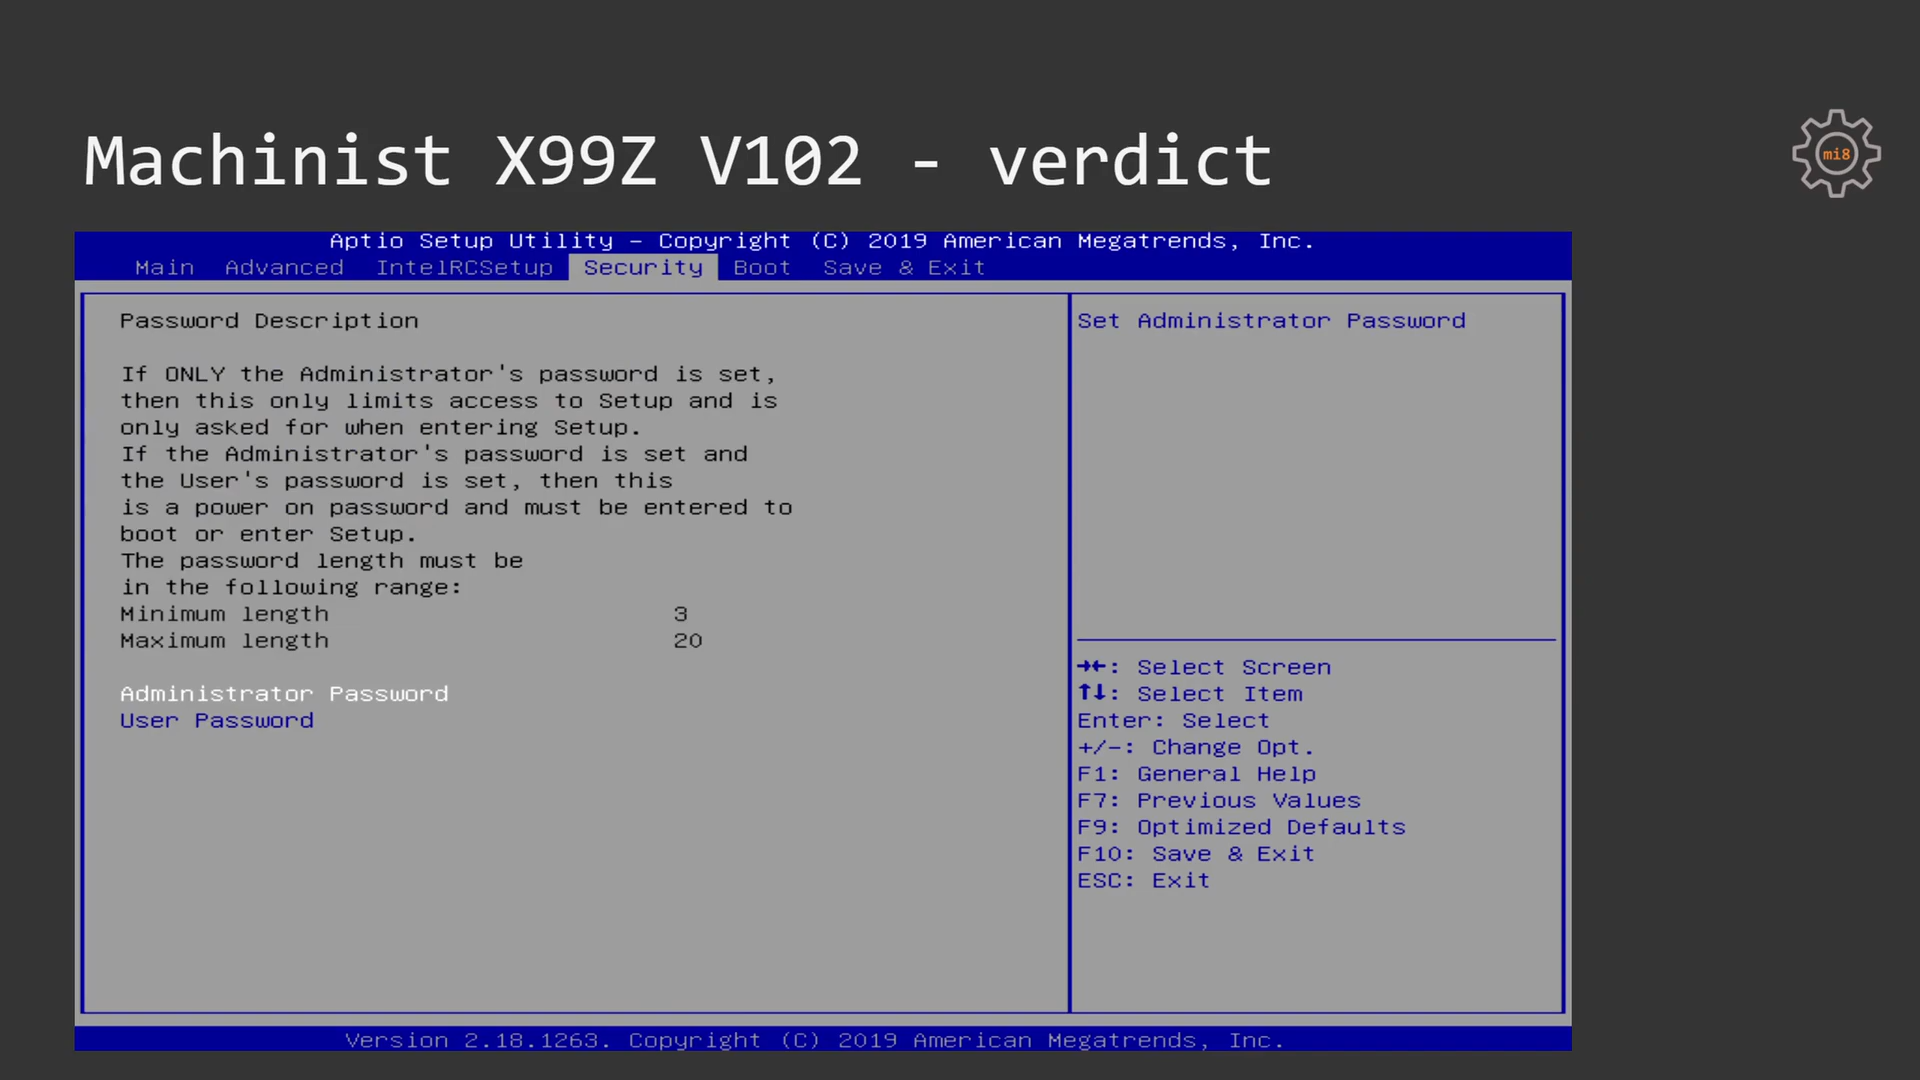 Machinist X99Z V102 - verdict
mi8
Aptio Setup Utility – Copyright (C) 2019 American Megatrends, Inc.
Main Advanced IntelRCSetup Security Boot Save & Exit
Password Description
If ONLY the Administrator's password is set,
then this only limits access to Setup and is
only asked for when entering Setup.
If the Administrator's password is set and
the User's password is set, then this
is a power on password and must be entered to
boot or enter Setup.
The password length must be
in the following range:
Minimum length 3
Maximum length 20
Administrator Password
User Password
Set Administrator Password
→←: Select Screen
↑↓: Select Item
Enter: Select
+/-: Change Opt.
F1: General Help
F7: Previous Values
F9: Optimized Defaults
F10: Save & Exit
ESC: Exit
Version 2.18.1263. Copyright (C) 2019 American Megatrends, Inc.